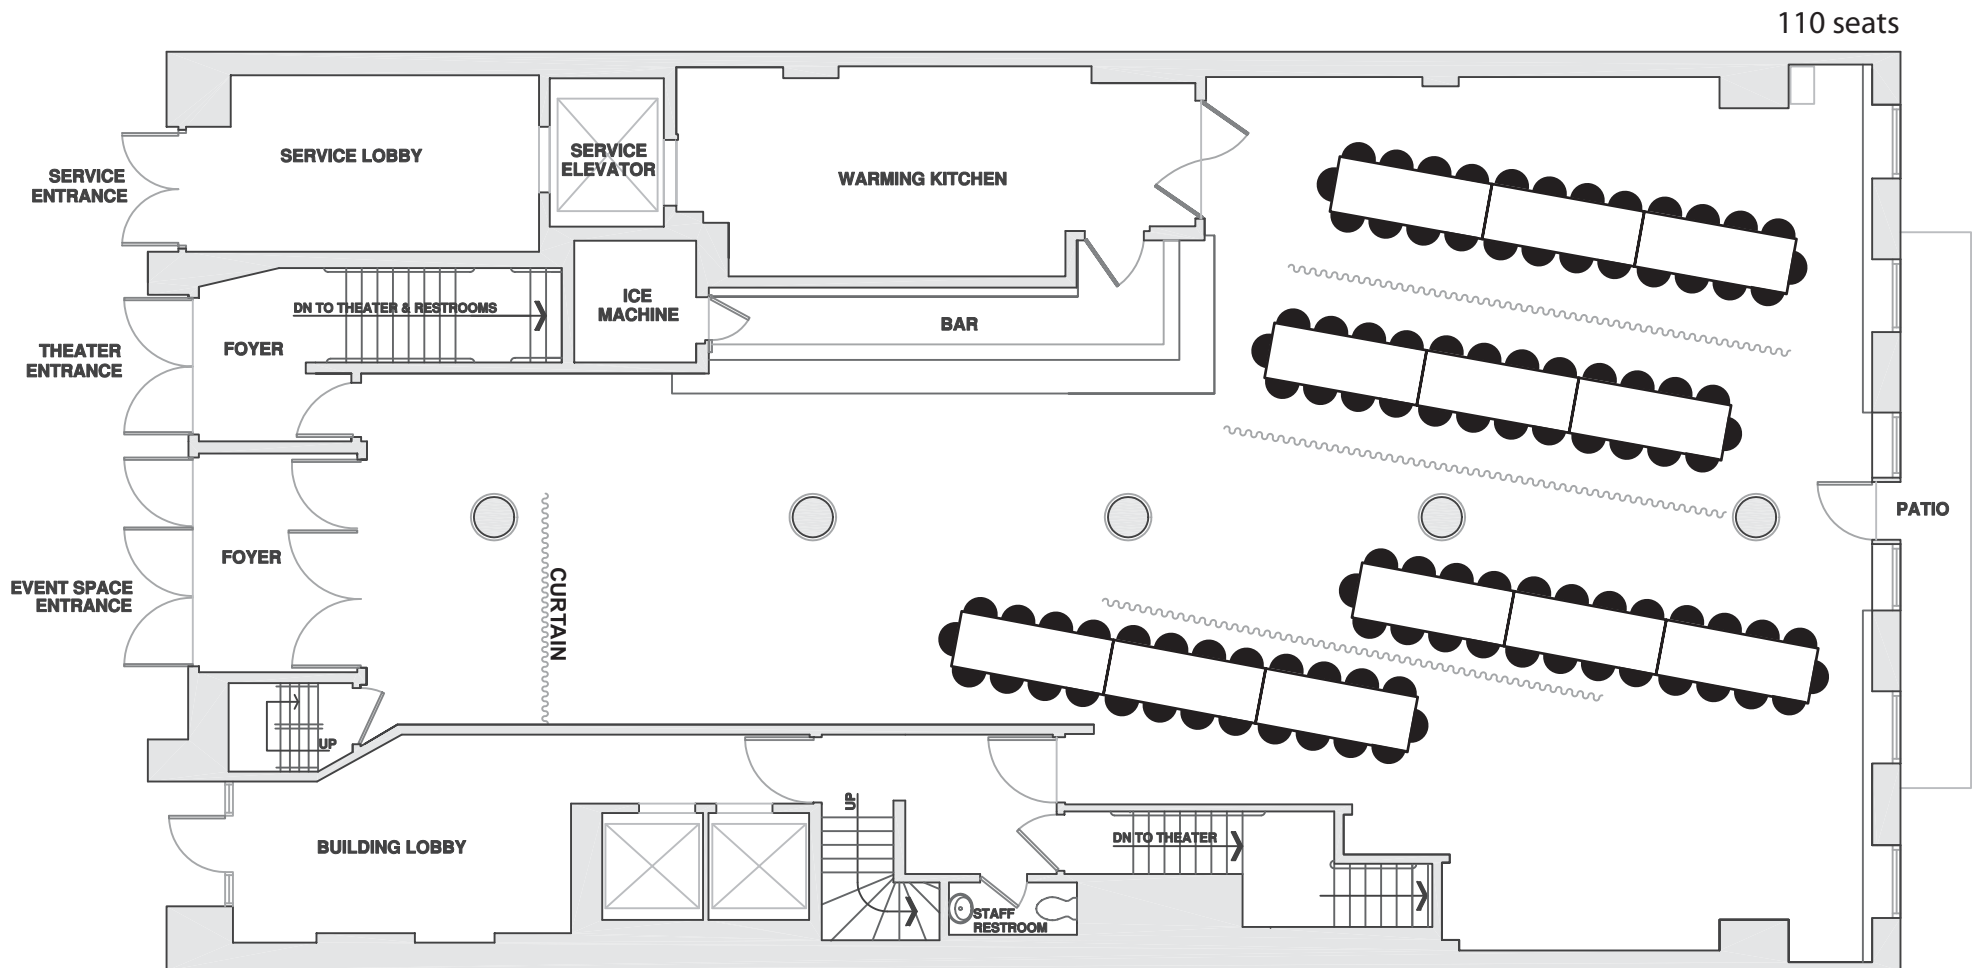 110 seats
SERVICE LOBBY
SERVICE
ELEVATOR
WARMING KITCHEN
SERVICE
ENTRANCE
DN TO THEATER & RESTROOMS
ICE
MACHINE
BAR
FOYER
THEATER
ENTRANCE
PATIO
FOYER
EVENT SPACE
ENTRANCE
CURTAIN
UP
UP
BUILDING LOBBY
DN TO THEATER
STAFF
RESTROOM